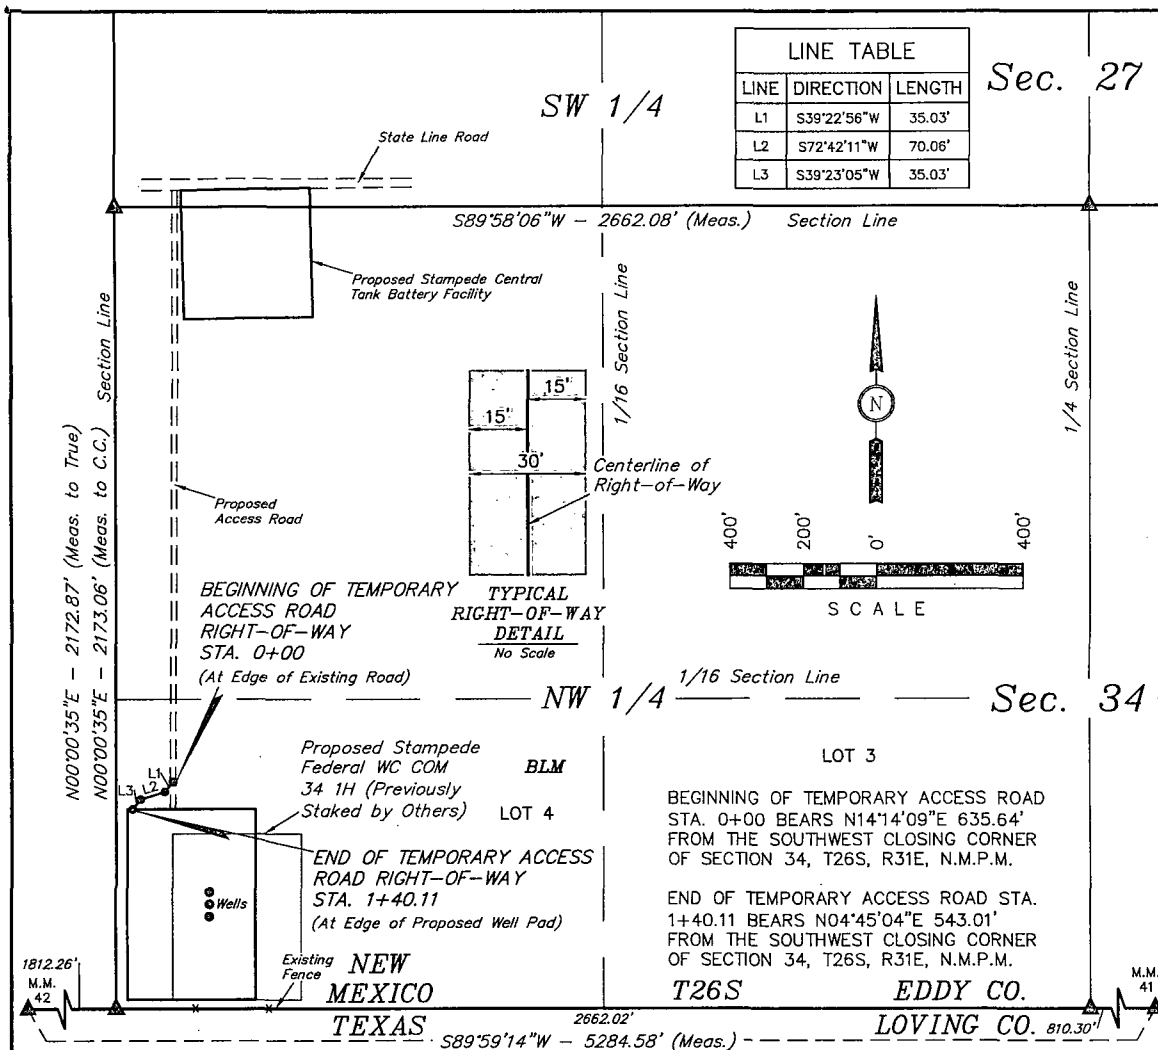 LINE TABLE
LINE DIRECTION LENGTH
L1 S39°22'56"W 35.03'
L2 S72°42'11"W 70.06'
L3 S39°23'05"W 35.03'
Sec. 27
SW 1/4
State Line Road
S89°58'06"W - 2662.08' (Meas.) Section Line
Proposed Stampede Central
Tank Battery Facility
Section Line
N00°00'35"E - 2172.87' (Meas. to True)
N00°00'35"E - 2173.06' (Meas. to C.C.)
1/16 Section Line
1/4 Section Line
15'
15'
30'
Centerline of
Right-of-Way
TYPICAL
RIGHT-OF-WAY
DETAIL
No Scale
N
400' 200' 0' 400'
SCALE
Proposed
Access Road
BEGINNING OF TEMPORARY
ACCESS ROAD
RIGHT-OF-WAY
STA. 0+00
(At Edge of Existing Road)
1/16 Section Line
NW 1/4
Sec. 34
L1
L2
L3
Proposed Stampede
Federal WC COM
34 1H (Previously
Staked by Others)
BLM
LOT 4
LOT 3
END OF TEMPORARY ACCESS
ROAD RIGHT-OF-WAY
STA. 1+40.11
(At Edge of Proposed Well Pad)
Wells
BEGINNING OF TEMPORARY ACCESS ROAD
STA. 0+00 BEARS N14°14'09"E 635.64'
FROM THE SOUTHWEST CLOSING CORNER
OF SECTION 34, T26S, R31E, N.M.P.M.
END OF TEMPORARY ACCESS ROAD STA.
1+40.11 BEARS N04°45'04"E 543.01'
FROM THE SOUTHWEST CLOSING CORNER
OF SECTION 34, T26S, R31E, N.M.P.M.
Existing
Fence
1812.26'
M.M.
42
NEW
MEXICO
TEXAS
T26S
EDDY CO.
LOVING CO.
M.M.
41
810.30'
2662.02'
S89°59'14"W - 5284.58' (Meas.)